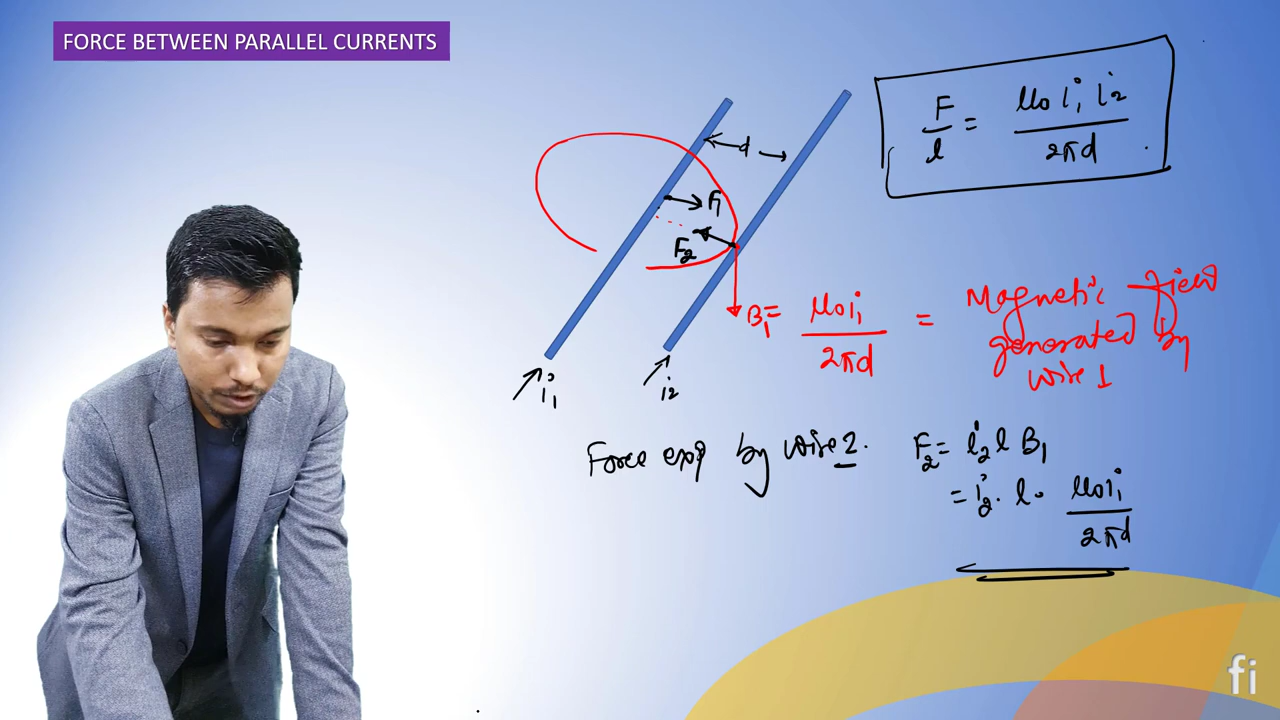 FORCE BETWEEN PARALLEL CURRENTS
F/l = μ₀ i₁ i₂ / 2πd
d
F₁
F₂
B₁ = μ₀ i₁ / 2πd = Magnetic field
generated by
wire 1
i₁
i₂
Force exp by wire 2. F₂ = i₂ l B₁
= i₂ . l . μ₀ i₁ / 2πd
fi